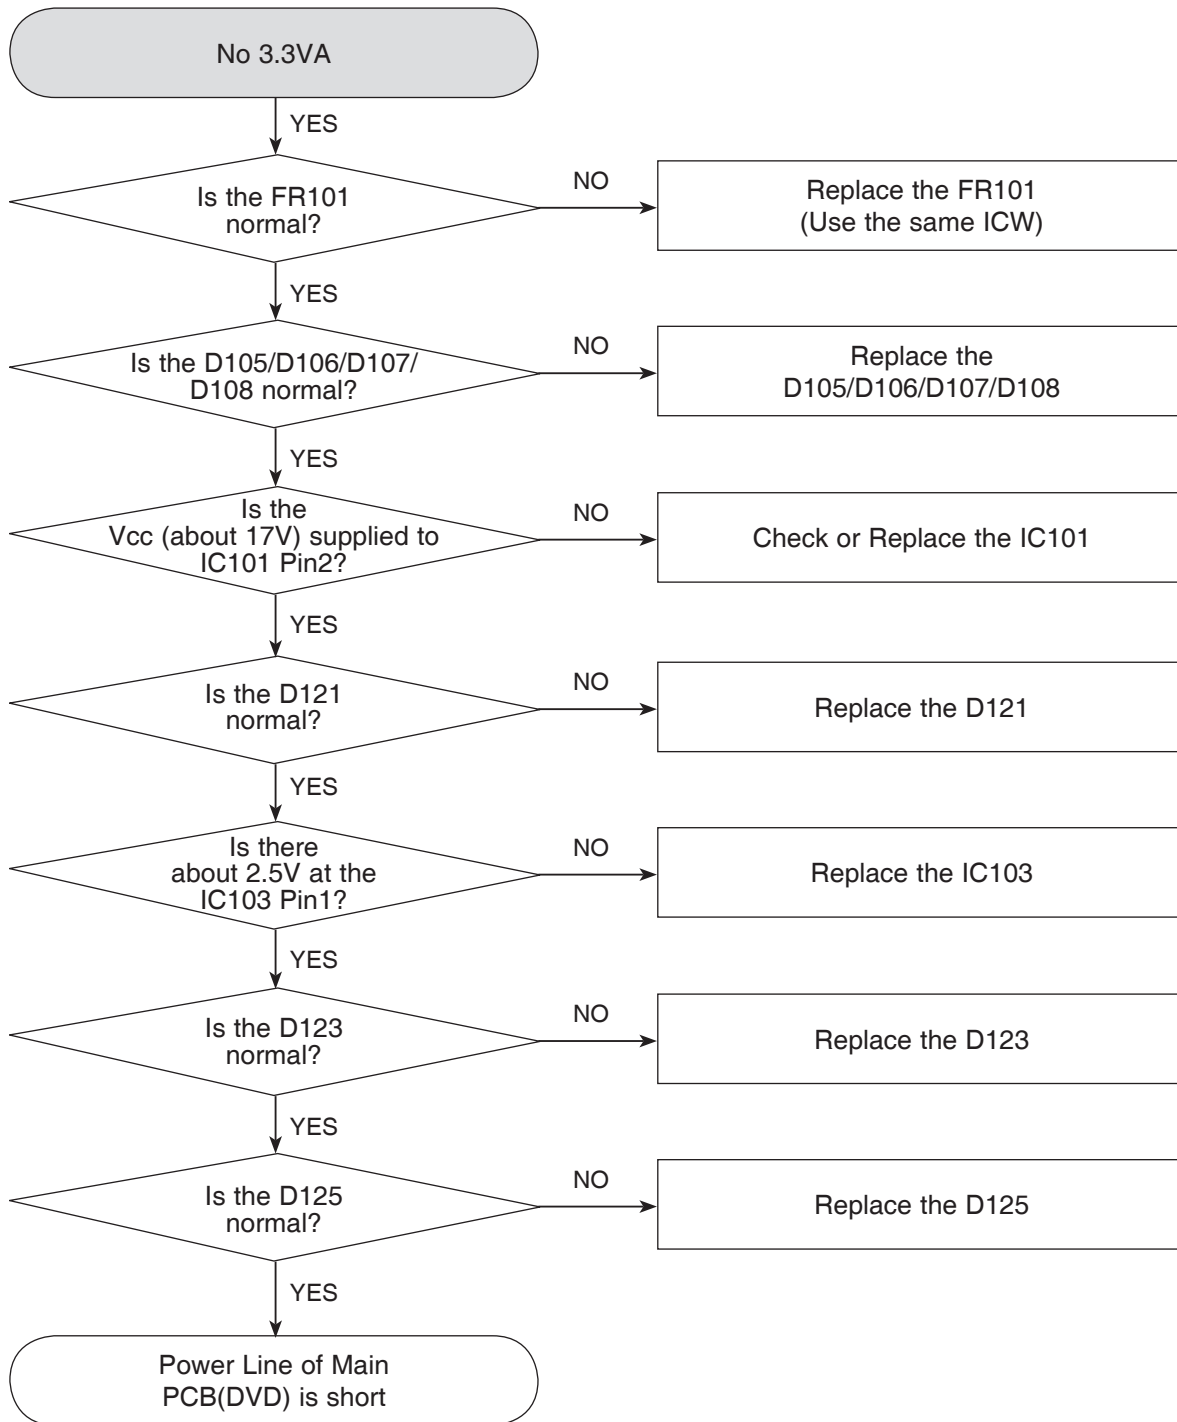 No 3.3VA
YES
Is the FR101
normal?
NO
Replace the FR101
(Use the same ICW)
YES
Is the D105/D106/D107/
D108 normal?
NO
Replace the
D105/D106/D107/D108
YES
Is the
Vcc (about 17V) supplied to
IC101 Pin2?
NO
Check or Replace the IC101
YES
Is the D121
normal?
NO
Replace the D121
YES
Is there
about 2.5V at the
IC103 Pin1?
NO
Replace the IC103
YES
Is the D123
normal?
NO
Replace the D123
YES
Is the D125
normal?
NO
Replace the D125
YES
Power Line of Main
PCB(DVD) is short